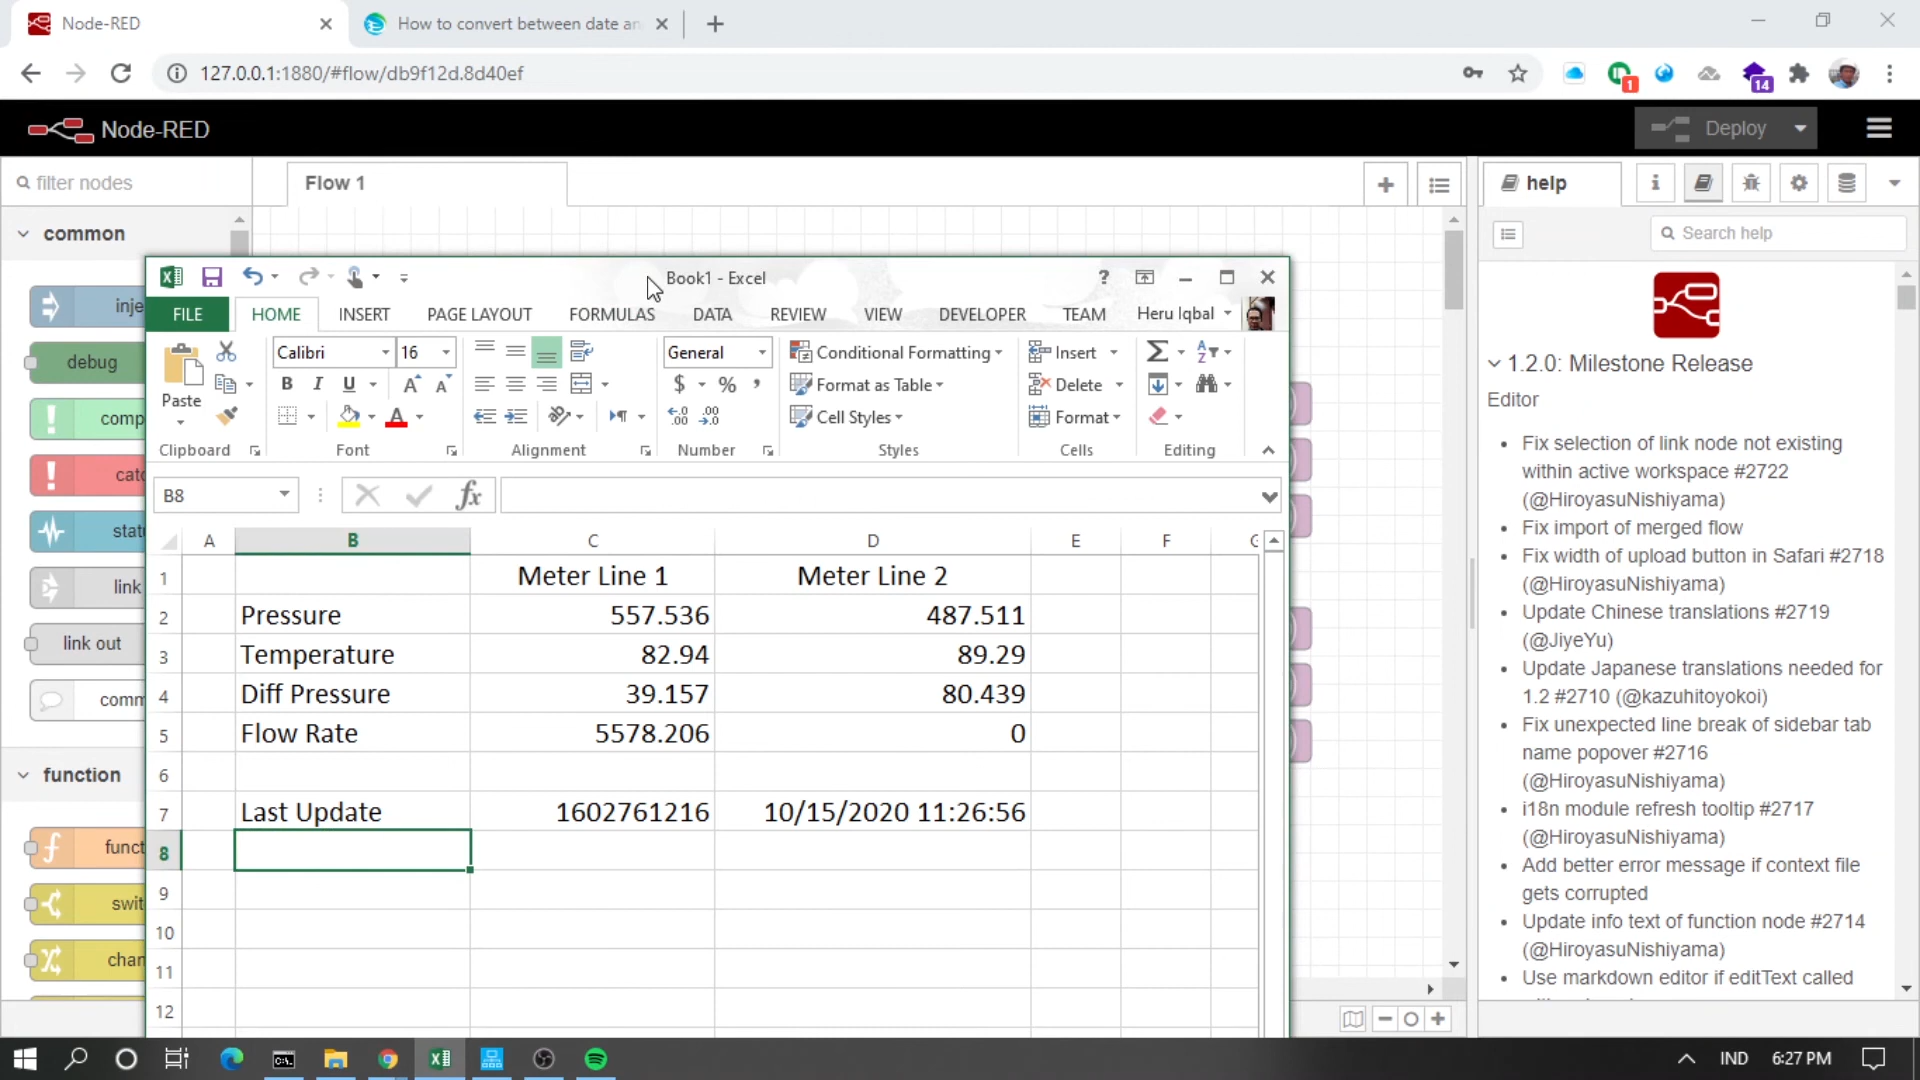 Node-RED
How to convert between date an
127.0.0.1:1880/#flow/db9f12d.8d40ef
1
14
Node-RED
Deploy
filter nodes
Flow 1
help
i
Search help
common
inje
debug
comp
catc
statu
link
link out
comm
function
funct
swit
chan
Book1 - Excel
?
FILE
HOME
INSERT
PAGE LAYOUT
FORMULAS
DATA
REVIEW
VIEW
DEVELOPER
TEAM
Heru Iqbal
Paste
Clipboard
Calibri
16
B I U A A
A
Font
Alignment
General
$ % ,
.00 .00
Number
Conditional Formatting
Format as Table
Cell Styles
Styles
Insert
Delete
Format
Cells
Editing
B8
fx
A B C D E F G
1 Meter Line 1 Meter Line 2
2 Pressure 557.536 487.511
3 Temperature 82.94 89.29
4 Diff Pressure 39.157 80.439
5 Flow Rate 5578.206 0
6
7 Last Update 1602761216 10/15/2020 11:26:56
8
9
10
11
12
1.2.0: Milestone Release
Editor
• Fix selection of link node not existing
within active workspace #2722
(@HiroyasuNishiyama)
• Fix import of merged flow
• Fix width of upload button in Safari #2718
(@HiroyasuNishiyama)
• Update Chinese translations #2719
(@JiyeYu)
• Update Japanese translations needed for
1.2 #2710 (@kazuhitoyokoi)
• Fix unexpected line break of sidebar tab
name popover #2716
(@HiroyasuNishiyama)
• i18n module refresh tooltip #2717
(@HiroyasuNishiyama)
• Add better error message if context file
gets corrupted
• Update info text of function node #2714
(@HiroyasuNishiyama)
• Use markdown editor if editText called
IND
6:27 PM